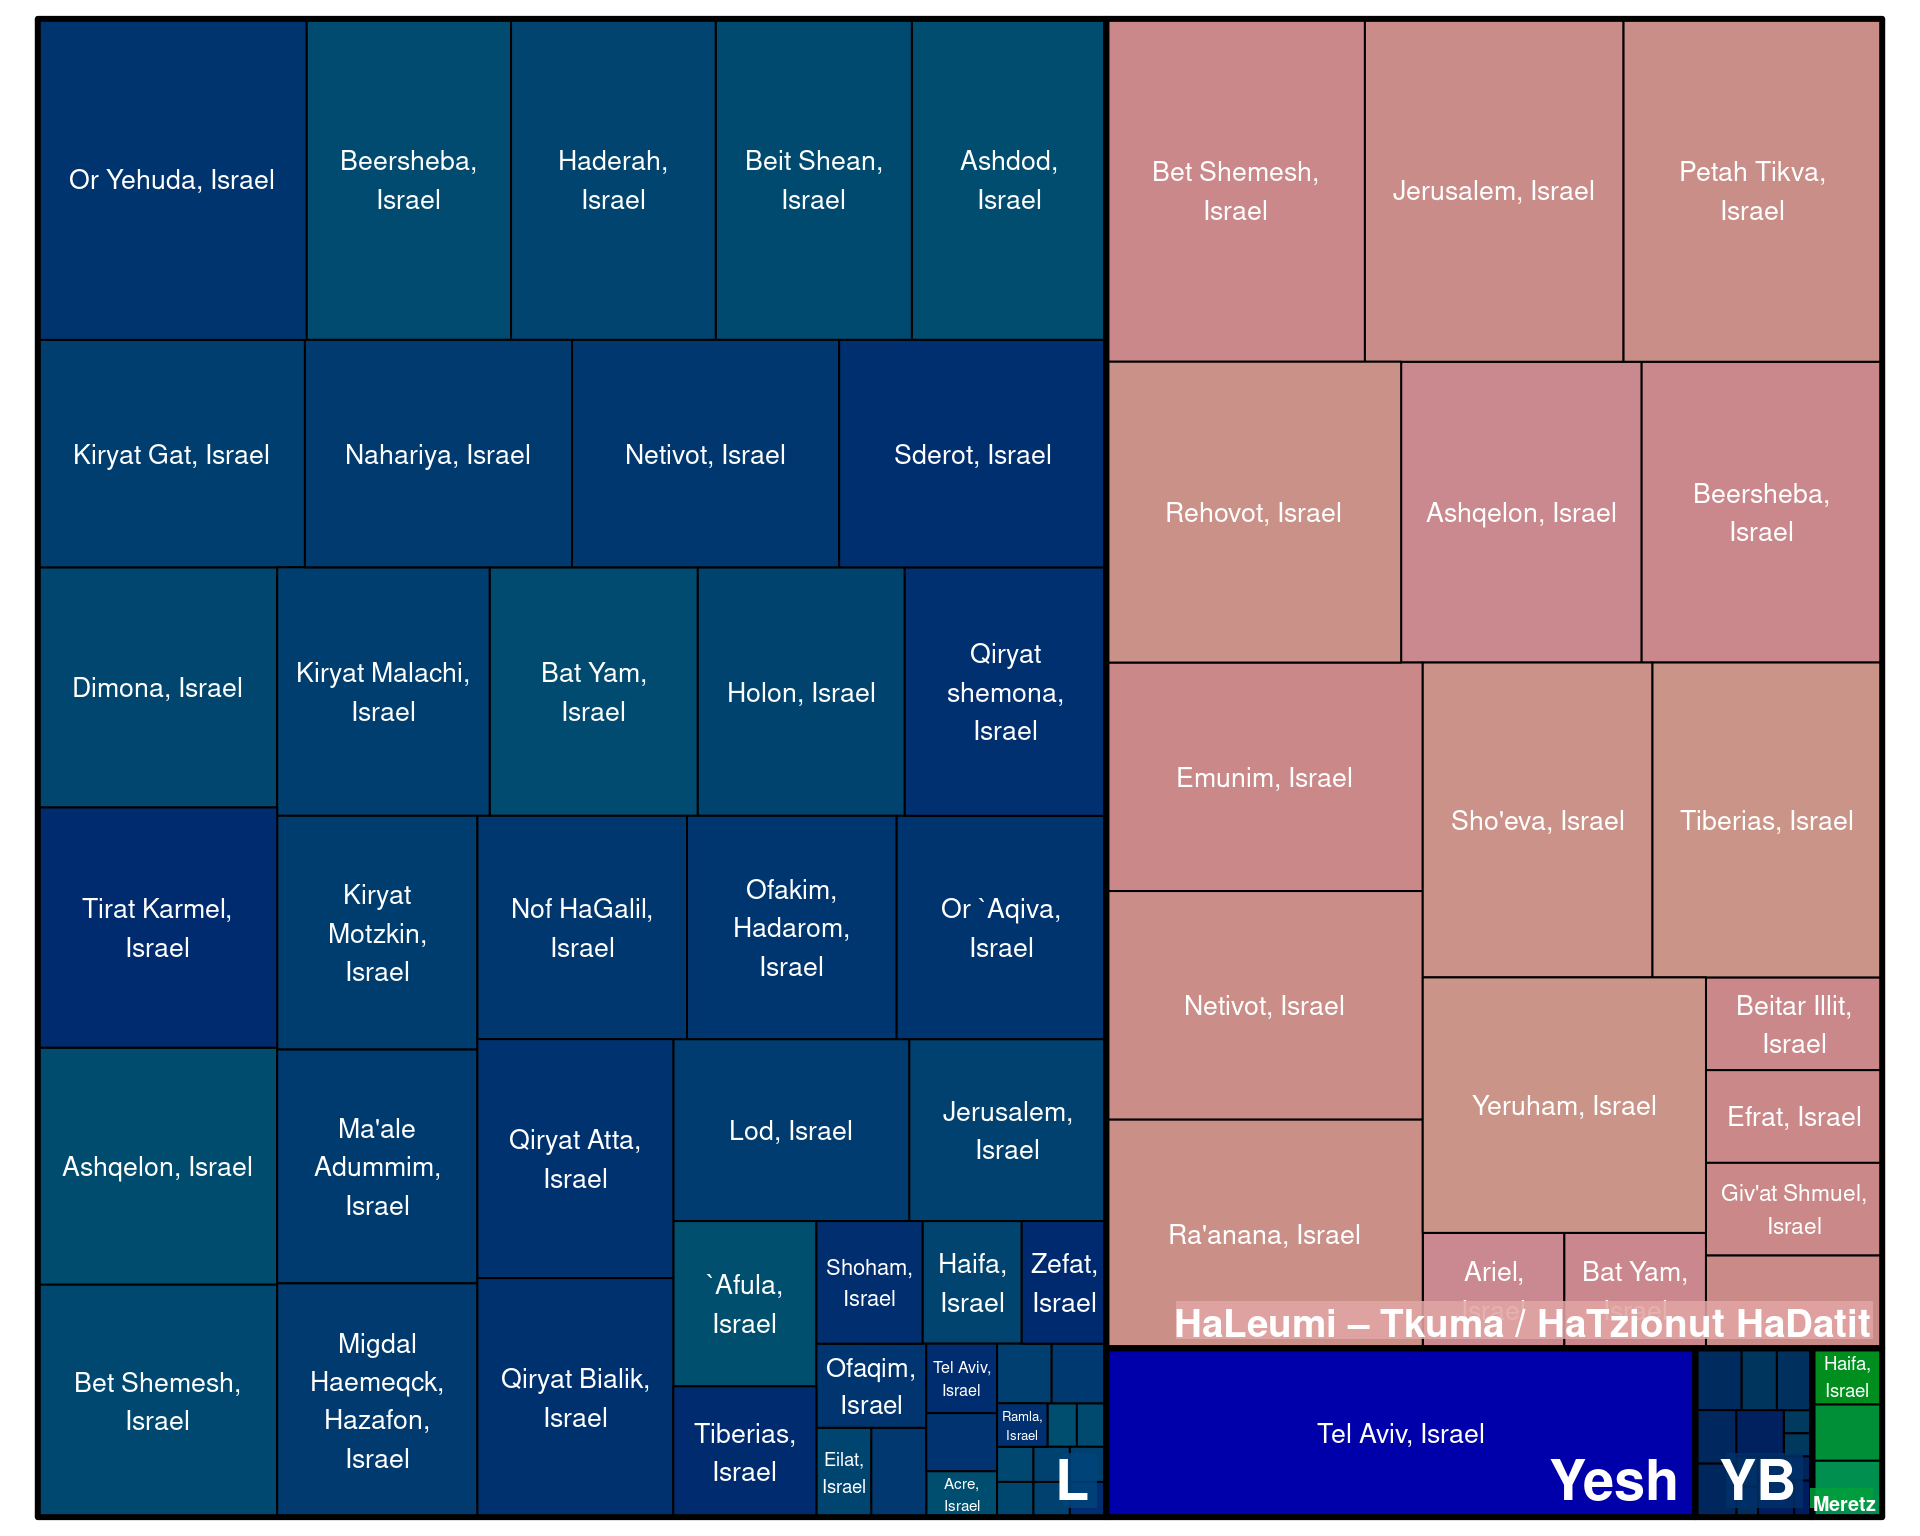 Or Yehuda, Israel
Beersheba,
Israel
Haderah,
Israel
Beit Shean,
Israel
Ashdod,
Israel
Kiryat Gat, Israel
Nahariya, Israel
Netivot, Israel
Sderot, Israel
Dimona, Israel
Kiryat Malachi,
Israel
Bat Yam,
Israel
Holon, Israel
Qiryat
shemona,
Israel
Tirat Karmel,
Israel
Kiryat
Motzkin,
Israel
Nof HaGalil,
Israel
Ofakim,
Hadarom,
Israel
Or `Aqiva,
Israel
Ashqelon, Israel
Ma'ale
Adummim,
Israel
Qiryat Atta,
Israel
Lod, Israel
Jerusalem,
Israel
Bet Shemesh,
Israel
Migdal
Haemeqck,
Hazafon,
Israel
Qiryat Bialik,
Israel
`Afula,
Israel
Tiberias,
Israel
Shoham,
Israel
Haifa,
Israel
Zefat,
Israel
Ofaqim,
Israel
Tel Aviv,
Israel
Ramla,
Israel
Eilat,
Israel
Acre,
Israel
L
Bet Shemesh,
Israel
Jerusalem, Israel
Petah Tikva,
Israel
Rehovot, Israel
Ashqelon, Israel
Beersheba,
Israel
Emunim, Israel
Sho'eva, Israel
Tiberias, Israel
Netivot, Israel
Yeruham, Israel
Beitar Illit,
Israel
Efrat, Israel
Giv'at Shmuel,
Israel
Ra'anana, Israel
Ariel,
Israel
Bat Yam,
Israel
HaLeumi – Tkuma / HaTzionut HaDatit
Tel Aviv, Israel
Yesh
YB
Haifa,
Israel
Meretz